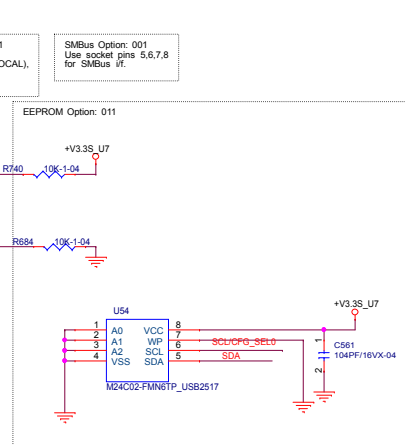 1
OCAL),
SMBus Option: 001
Use socket pins 5,6,7,8
for SMBus i/f.
EEPROM Option: 011
+V3.3S_U7
R740
10K-1-04
R684
10K-1-04
+V3.3S_U7
U54
1 A0 VCC 8
2 A1 WP 7
3 A2 SCL 6 SCL/CFG_SEL0
4 VSS SDA 5 SDA
M24C02-FMN6TP_USB2517
1
C561
104PF/16VX-04
2